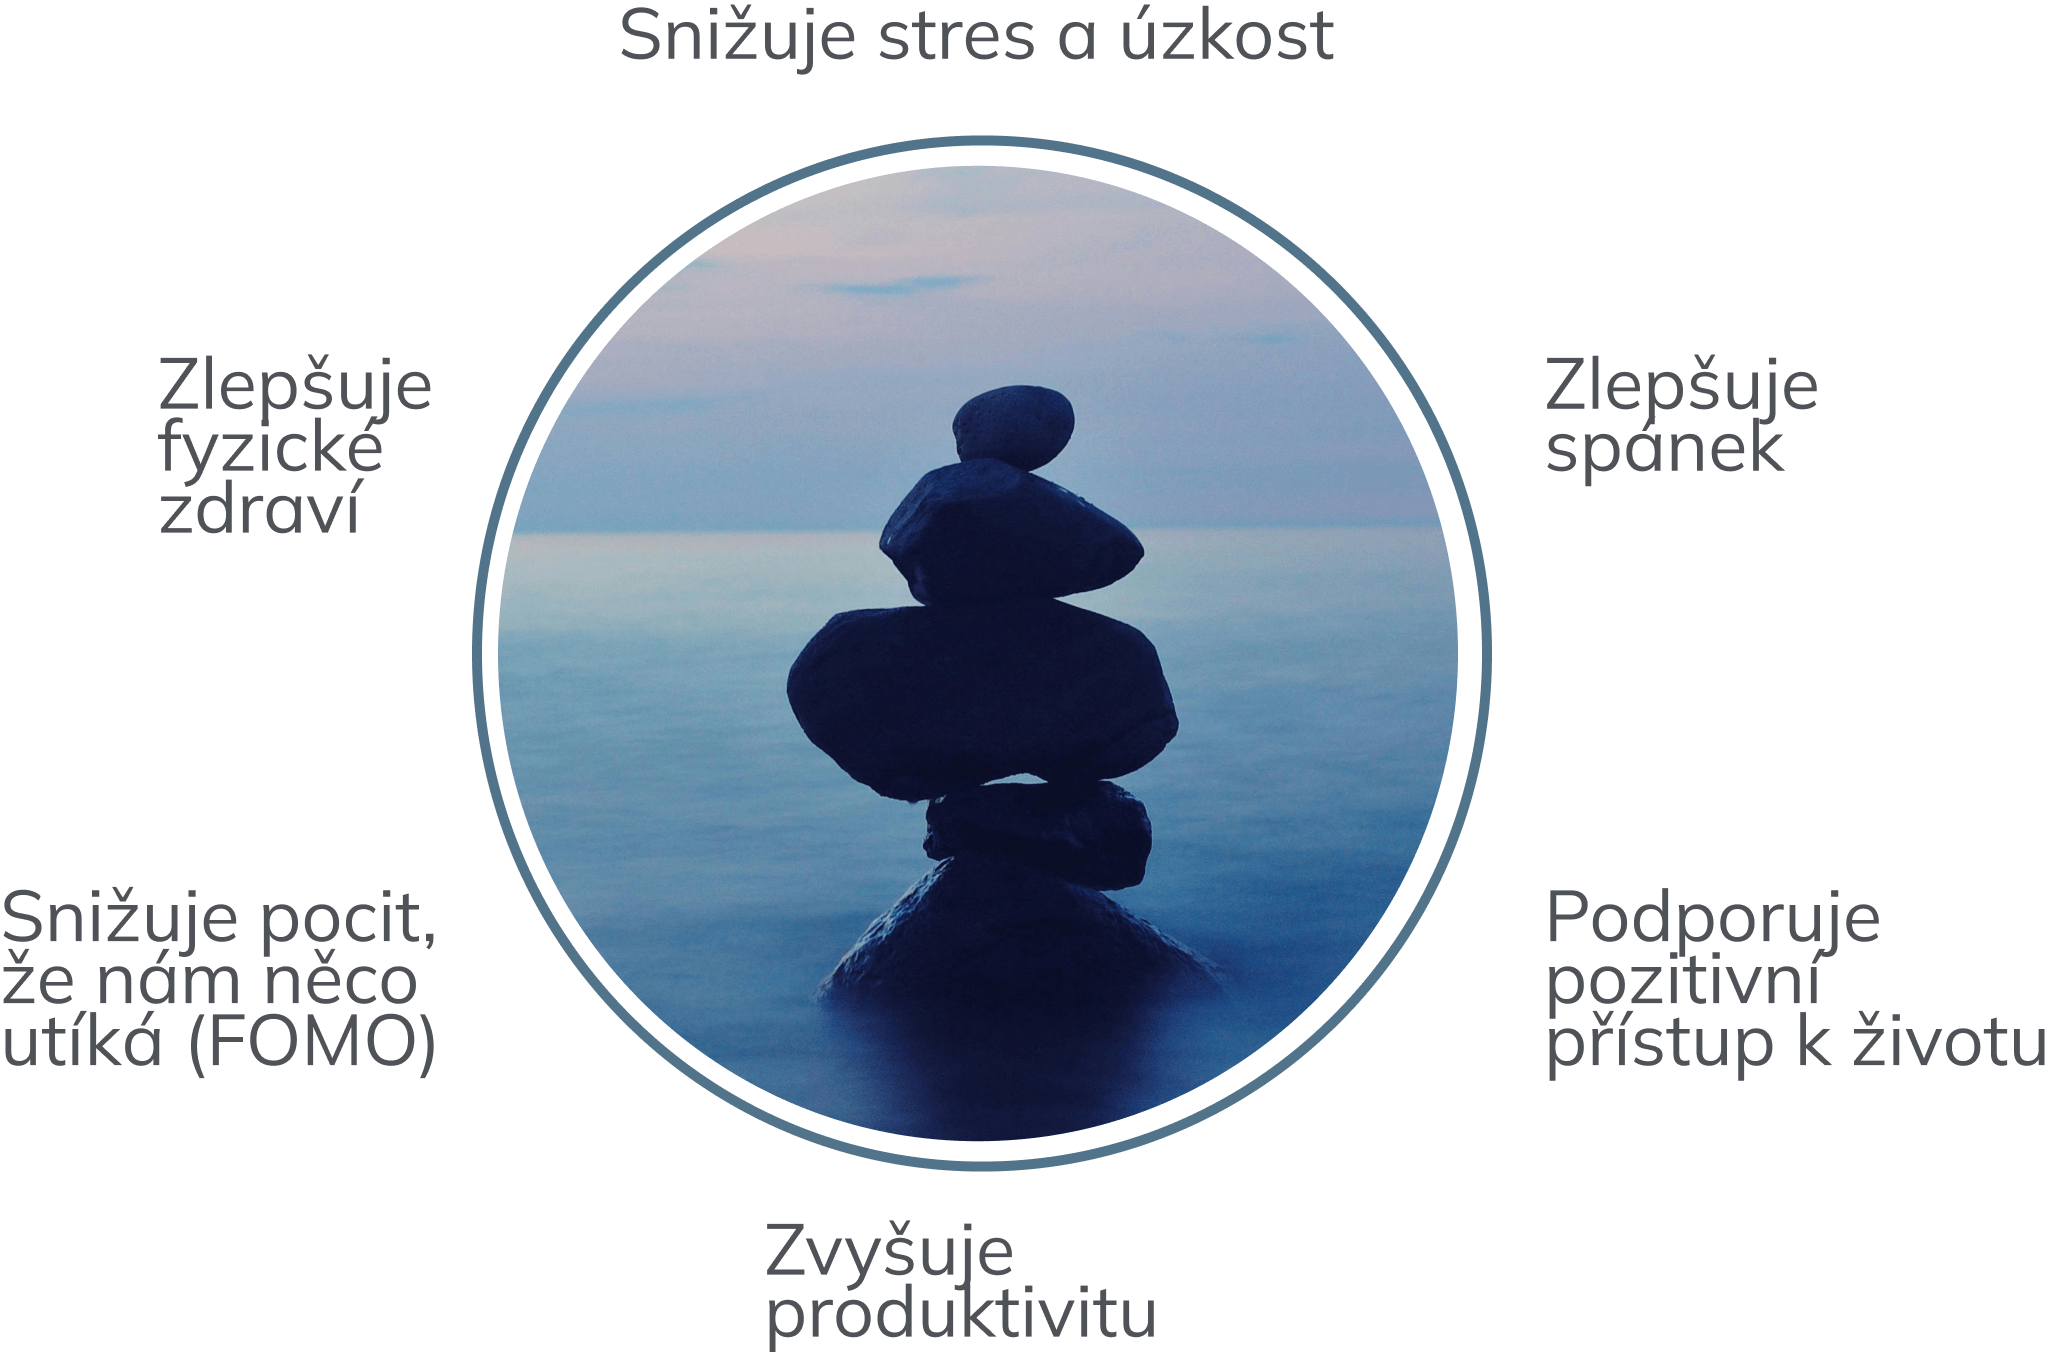 Snižuje stres a úzkost
Zlepšuje
fyzické
zdraví
Zlepšuje
spánek
Snižuje pocit,
že nám něco
utíká (FOMO)
Podporuje
pozitivní
přístup k životu
Zvyšuje
produktivitu